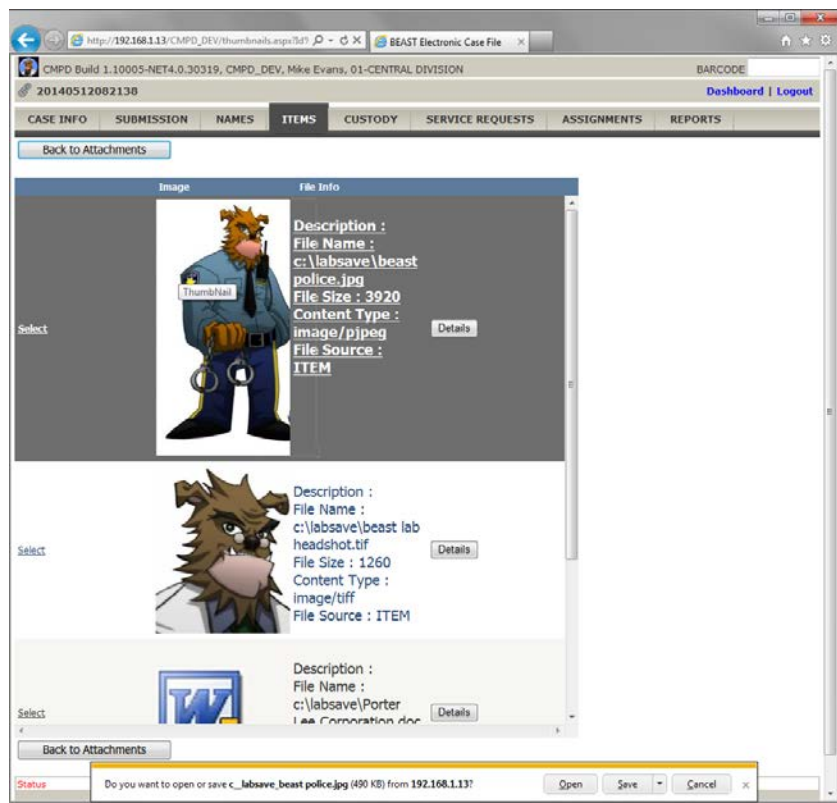 http://192.168.1.13/CMPD_DEV/thumbnails.aspx?Id?
BEAST Electronic Case File
CMPD Build 1.10005-NET4.0.30319, CMPD_DEV, Mike Evans, 01-CENTRAL DIVISION BARCODE
20140512082138 Dashboard | Logout
CASE INFO SUBMISSION NAMES ITEMS CUSTODY SERVICE REQUESTS ASSIGNMENTS REPORTS
Back to Attachments
Image File Info
Description :
File Name :
c:\labsave\beast
police.jpg
File Size : 3920
Content Type :
image/pjpeg
File Source :
ITEM
ThumbNail
Select
Details
Description :
File Name :
c:\labsave\beast lab
headshot.tif
File Size : 1260
Content Type :
image/tiff
File Source : ITEM
Select
Details
W
Description :
File Name :
c:\labsave\Porter
Lee Corporation.doc
Select
Details
Back to Attachments
Status
Do you want to open or save c__labsave_beast police.jpg (490 KB) from 192.168.1.13?
Open Save Cancel